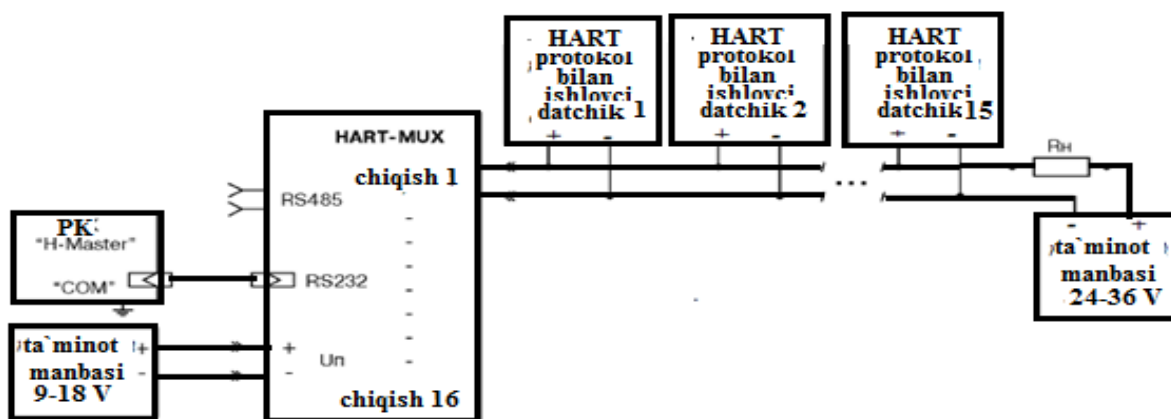 HART
protokol
bilan
ishlovci
datchik 1
+ -
HART
protokol
bilan
ishlovci
datchik 2
+ -
HART
protokol
bilan
ishlovci
datchik 15
+ -
HART-MUX
chiqish 1
RS485
RS232
+ Un
-
chiqish 16
PK
"H-Master"
"COM"
ta`minot +
manbasi -
9-18 V
...
Rн
- +
ta`minot
manbasi
24-36 V